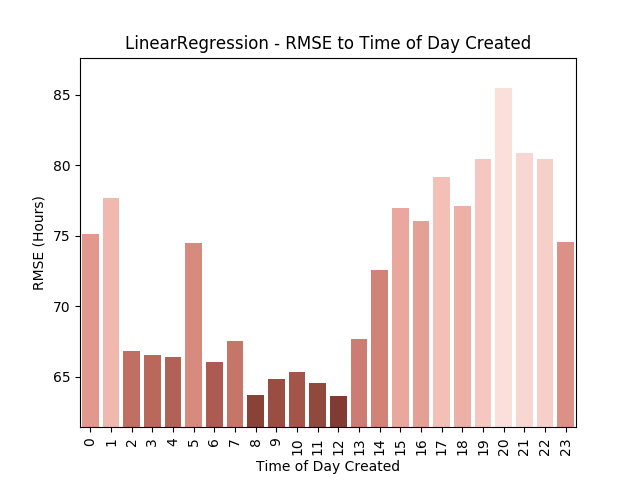 LinearRegression - RMSE to Time of Day Created
85
80
75
70
65
RMSE (Hours)
0 1 2 3 4 5 6 7 8 9 10 11 12 13 14 15 16 17 18 19 20 21 22 23
Time of Day Created